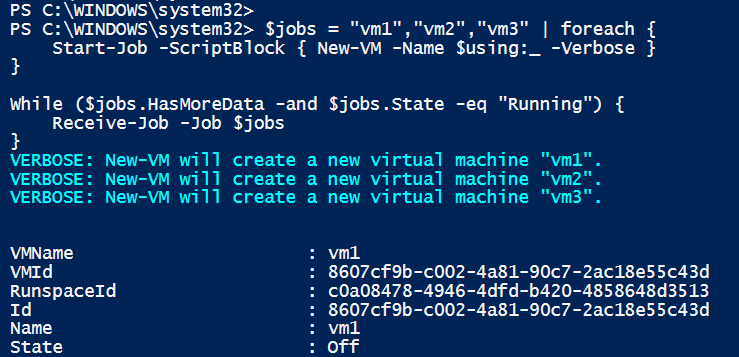 PS C:\WINDOWS\system32>
PS C:\WINDOWS\system32> $jobs = "vm1","vm2","vm3" | foreach {
    Start-Job -ScriptBlock { New-VM -Name $using:_ -Verbose }
}

While ($jobs.HasMoreData -and $jobs.State -eq "Running") {
    Receive-Job -Job $jobs
}
VERBOSE: New-VM will create a new virtual machine "vm1".
VERBOSE: New-VM will create a new virtual machine "vm2".
VERBOSE: New-VM will create a new virtual machine "vm3".

VMName : vm1
VMId : 8607cf9b-c002-4a81-90c7-2ac18e55c43d
RunspaceId : c0a08478-4946-4dfd-b420-4858648d3513
Id : 8607cf9b-c002-4a81-90c7-2ac18e55c43d
Name : vm1
State : Off